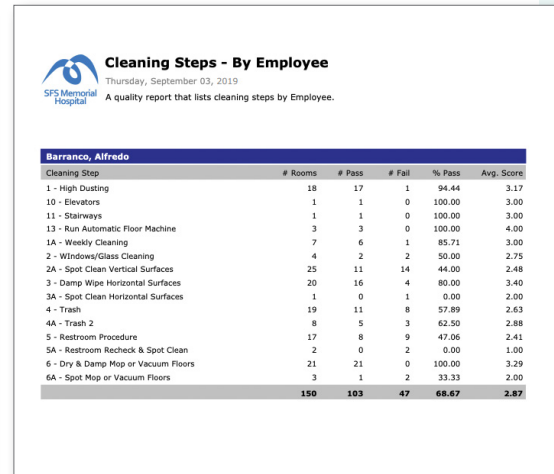 Cleaning Steps - By Employee
Thursday, September 03, 2019
SFS Memorial
Hospital
A quality report that lists cleaning steps by Employee.
Barranco, Alfredo
Cleaning Step # Rooms # Pass # Fail % Pass Avg. Score
1 - High Dusting 18 17 1 94.44 3.17
10 - Elevators 1 1 0 100.00 3.00
11 - Stairways 1 1 0 100.00 3.00
13 - Run Automatic Floor Machine 3 3 0 100.00 4.00
1A - Weekly Cleaning 7 6 1 85.71 3.00
2 - WIndows/Glass Cleaning 4 2 2 50.00 2.75
2A - Spot Clean Vertical Surfaces 25 11 14 44.00 2.48
3 - Damp Wipe Horizontal Surfaces 20 16 4 80.00 3.40
3A - Spot Clean Horizontal Surfaces 1 0 1 0.00 2.00
4 - Trash 19 11 8 57.89 2.63
4A - Trash 2 8 5 3 62.50 2.88
5 - Restroom Procedure 17 8 9 47.06 2.41
5A - Restroom Recheck & Spot Clean 2 0 2 0.00 1.00
6 - Dry & Damp Mop or Vacuum Floors 21 21 0 100.00 3.29
6A - Spot Mop or Vacuum Floors 3 1 2 33.33 2.00
150 103 47 68.67 2.87